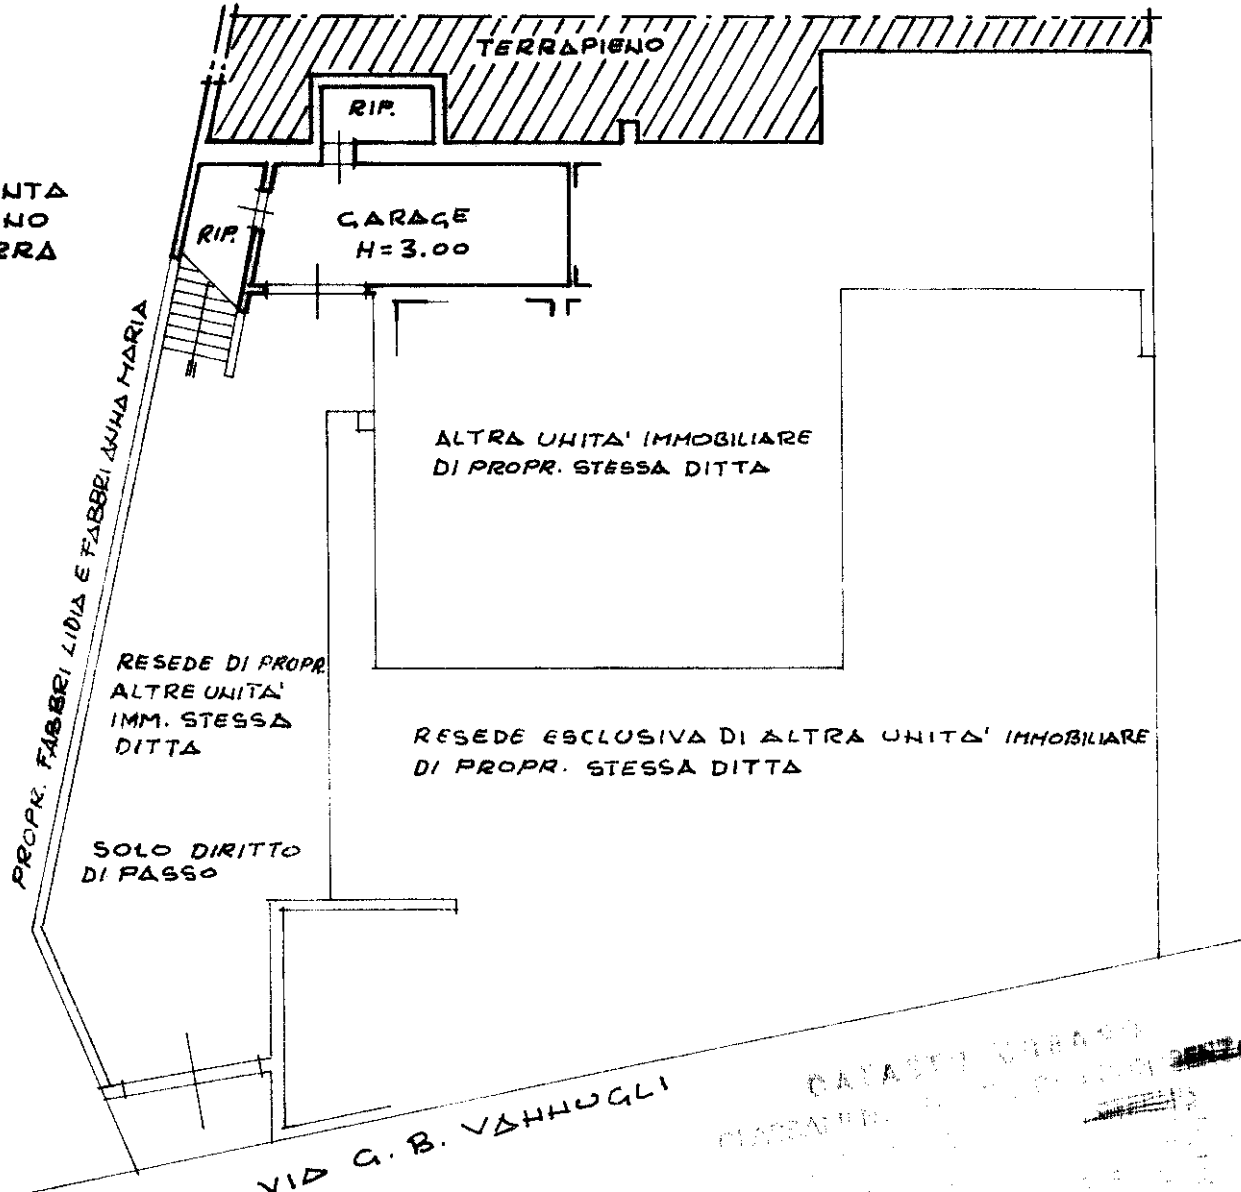 TERRAPIENO
RIP.
NTA
NO
RRA
GARAGE
H=3.00
RIP.
PROPR. FABBRI LIDIA E FABBRI ANNA MARIA
ALTRA UNITA' IMMOBILIARE
DI PROPR. STESSA DITTA
RESEDE DI PROPR
ALTRE UNITA'
IMM. STESSA
DITTA
RESEDE ESCLUSIVA DI ALTRA UNITA' IMMOBILIARE
DI PROPR. STESSA DITTA
SOLO DIRITTO
DI PASSO
VIA G. B. VANNUGLI
CATASTO URBANO